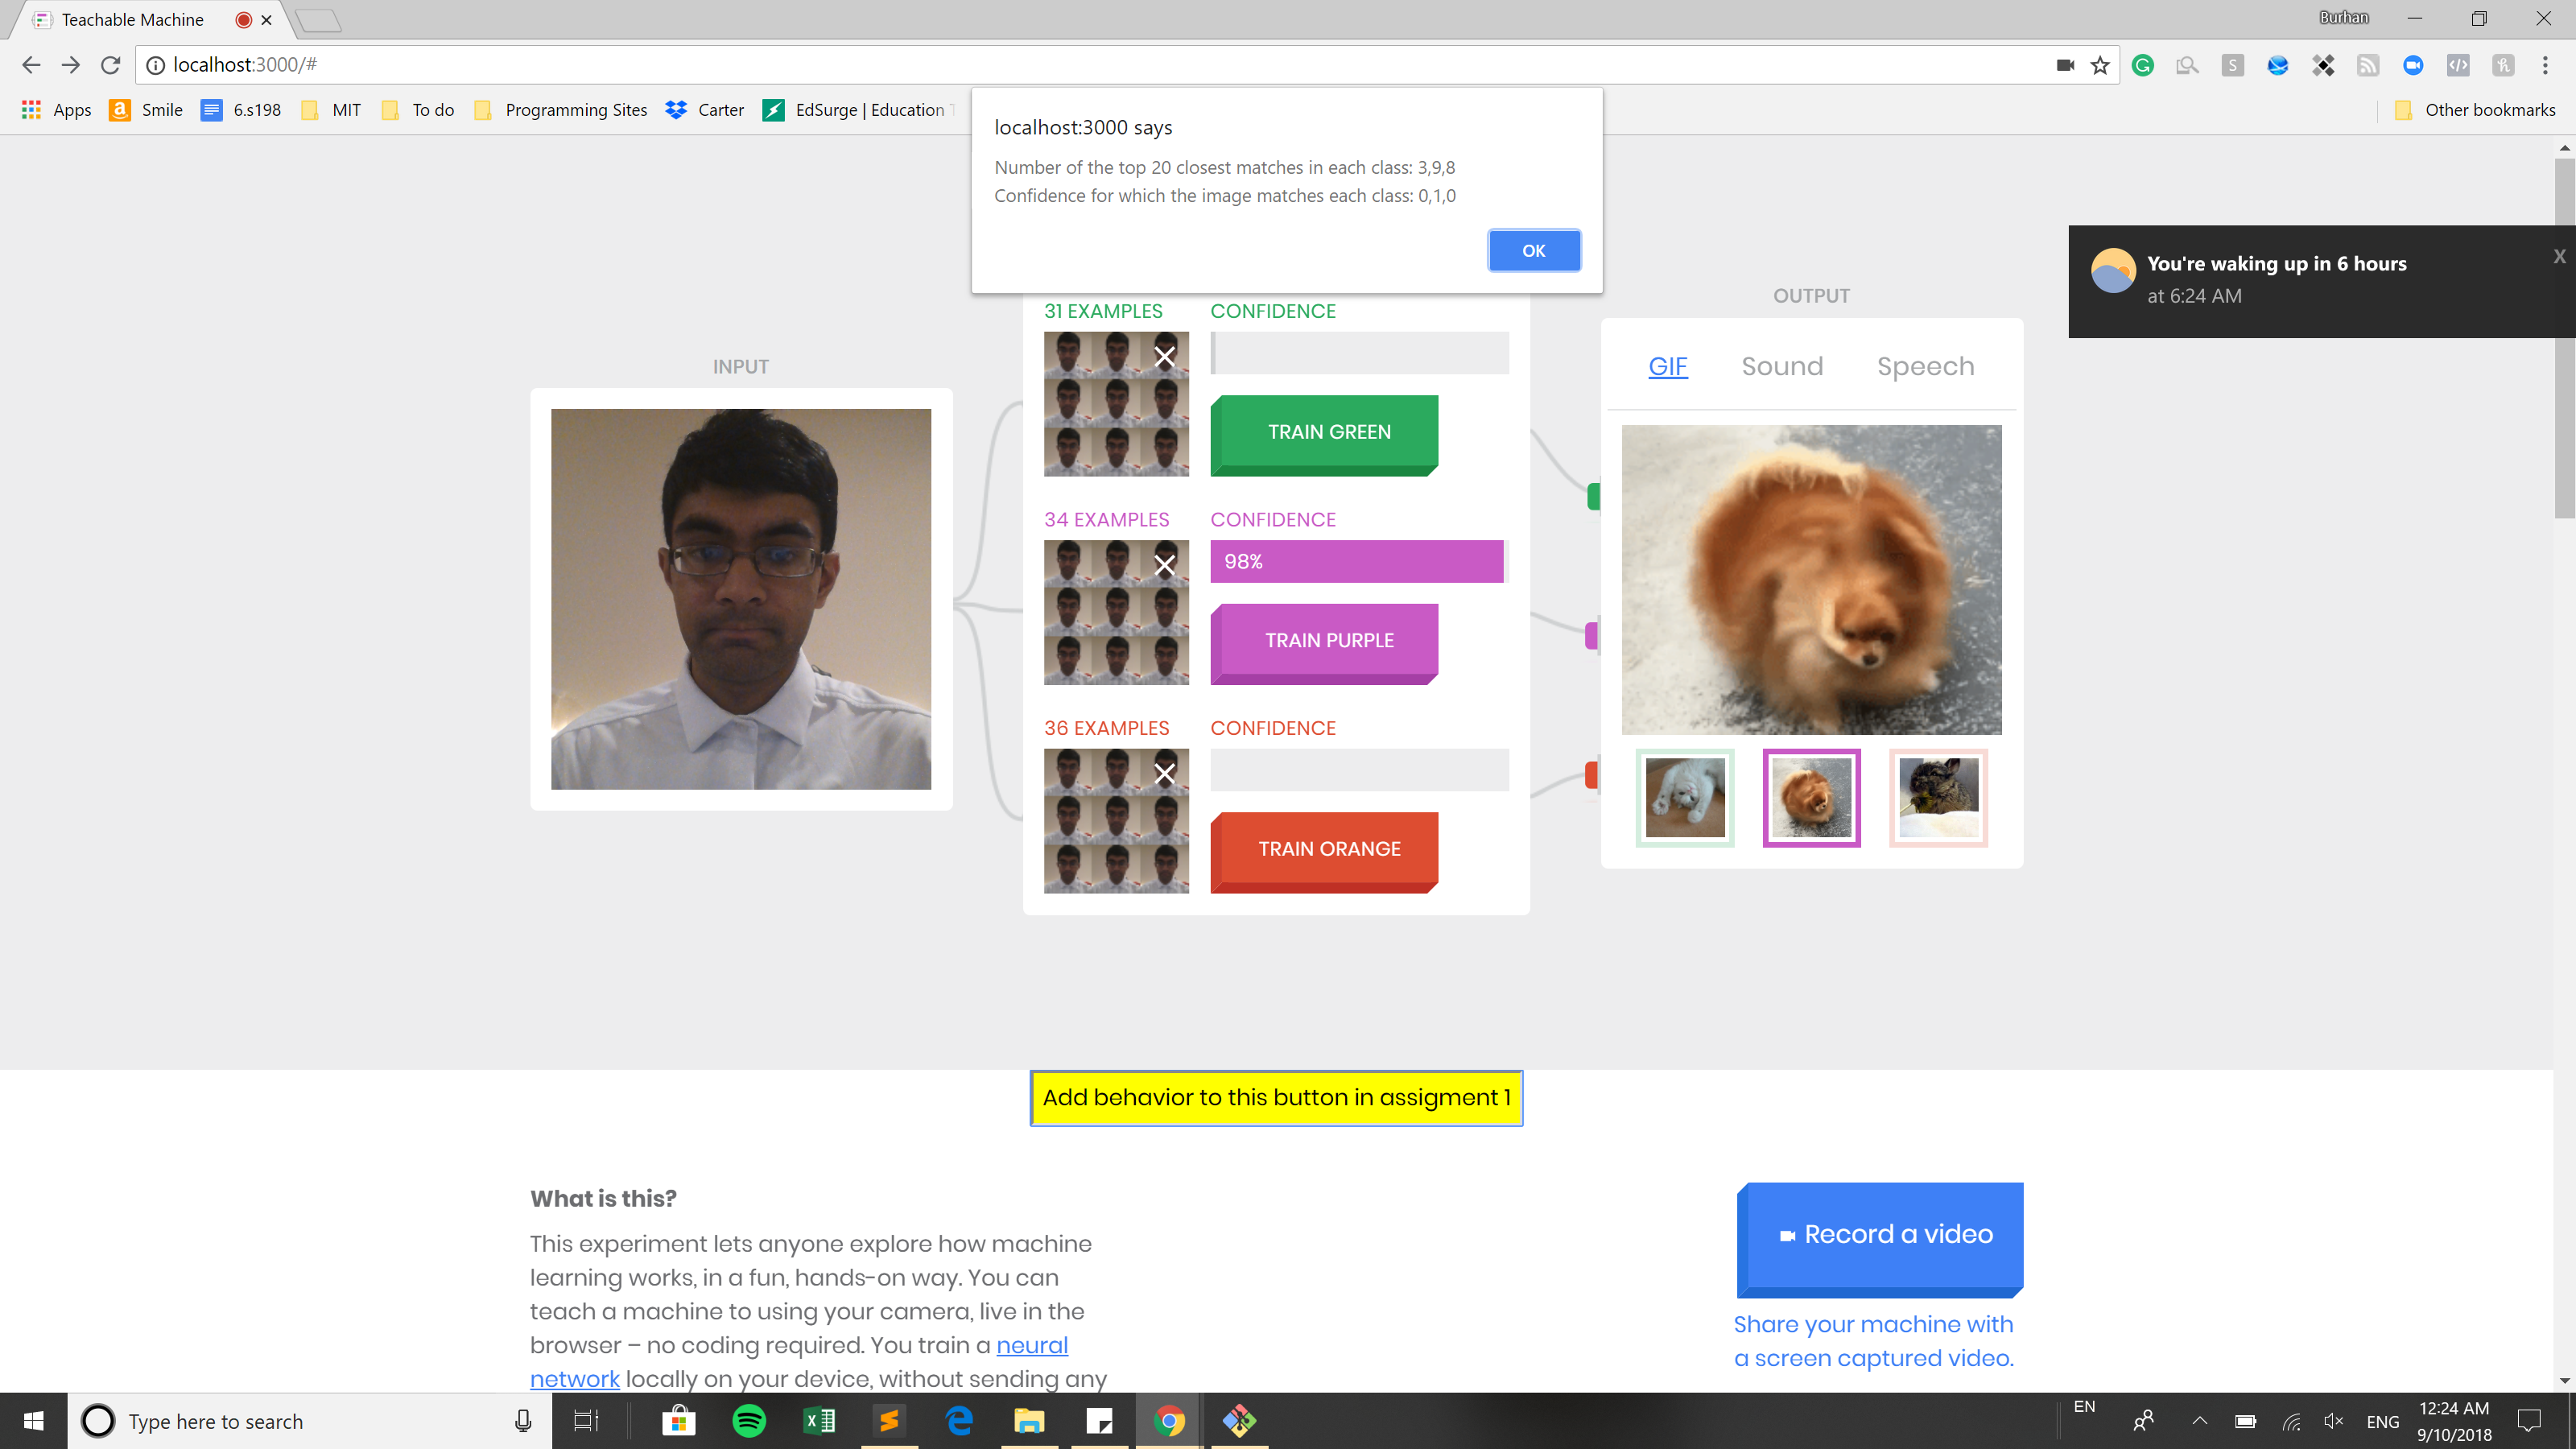 Teachable Machine
Burhan
localhost:3000/#
Apps
Smile
6.s198
MIT
To do
Programming Sites
Carter
EdSurge | Education
Other bookmarks
localhost:3000 says
Number of the top 20 closest matches in each class: 3,9,8
Confidence for which the image matches each class: 0,1,0
OK
You're waking up in 6 hours
at 6:24 AM
X
INPUT
31 EXAMPLES
CONFIDENCE
TRAIN GREEN
34 EXAMPLES
CONFIDENCE
98%
TRAIN PURPLE
36 EXAMPLES
CONFIDENCE
TRAIN ORANGE
OUTPUT
GIF
Sound
Speech
Add behavior to this button in assigment 1
What is this?
This experiment lets anyone explore how machine
learning works, in a fun, hands-on way. You can
teach a machine to using your camera, live in the
browser – no coding required. You train a neural
network locally on your device, without sending any
Record a video
Share your machine with
a screen captured video.
Type here to search
EN
ENG
12:24 AM
9/10/2018